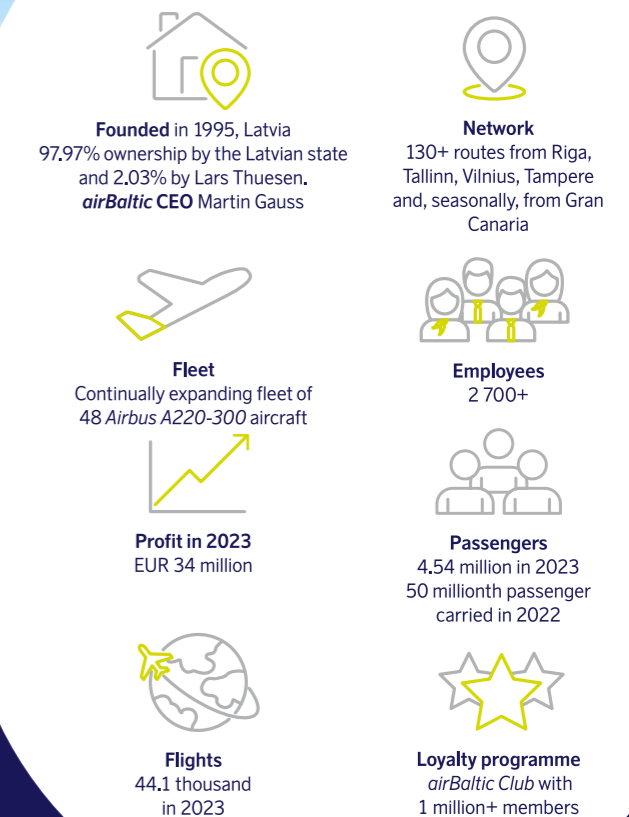 Founded in 1995, Latvia
97.97% ownership by the Latvian state
and 2.03% by Lars Thuesen.
airBaltic CEO Martin Gauss
Network
130+ routes from Riga,
Tallinn, Vilnius, Tampere
and, seasonally, from Gran
Canaria
Fleet
Continually expanding fleet of
48 Airbus A220-300 aircraft
Employees
2 700+
Profit in 2023
EUR 34 million
Passengers
4.54 million in 2023
50 millionth passenger
carried in 2022
Flights
44.1 thousand
in 2023
Loyalty programme
airBaltic Club with
1 million+ members